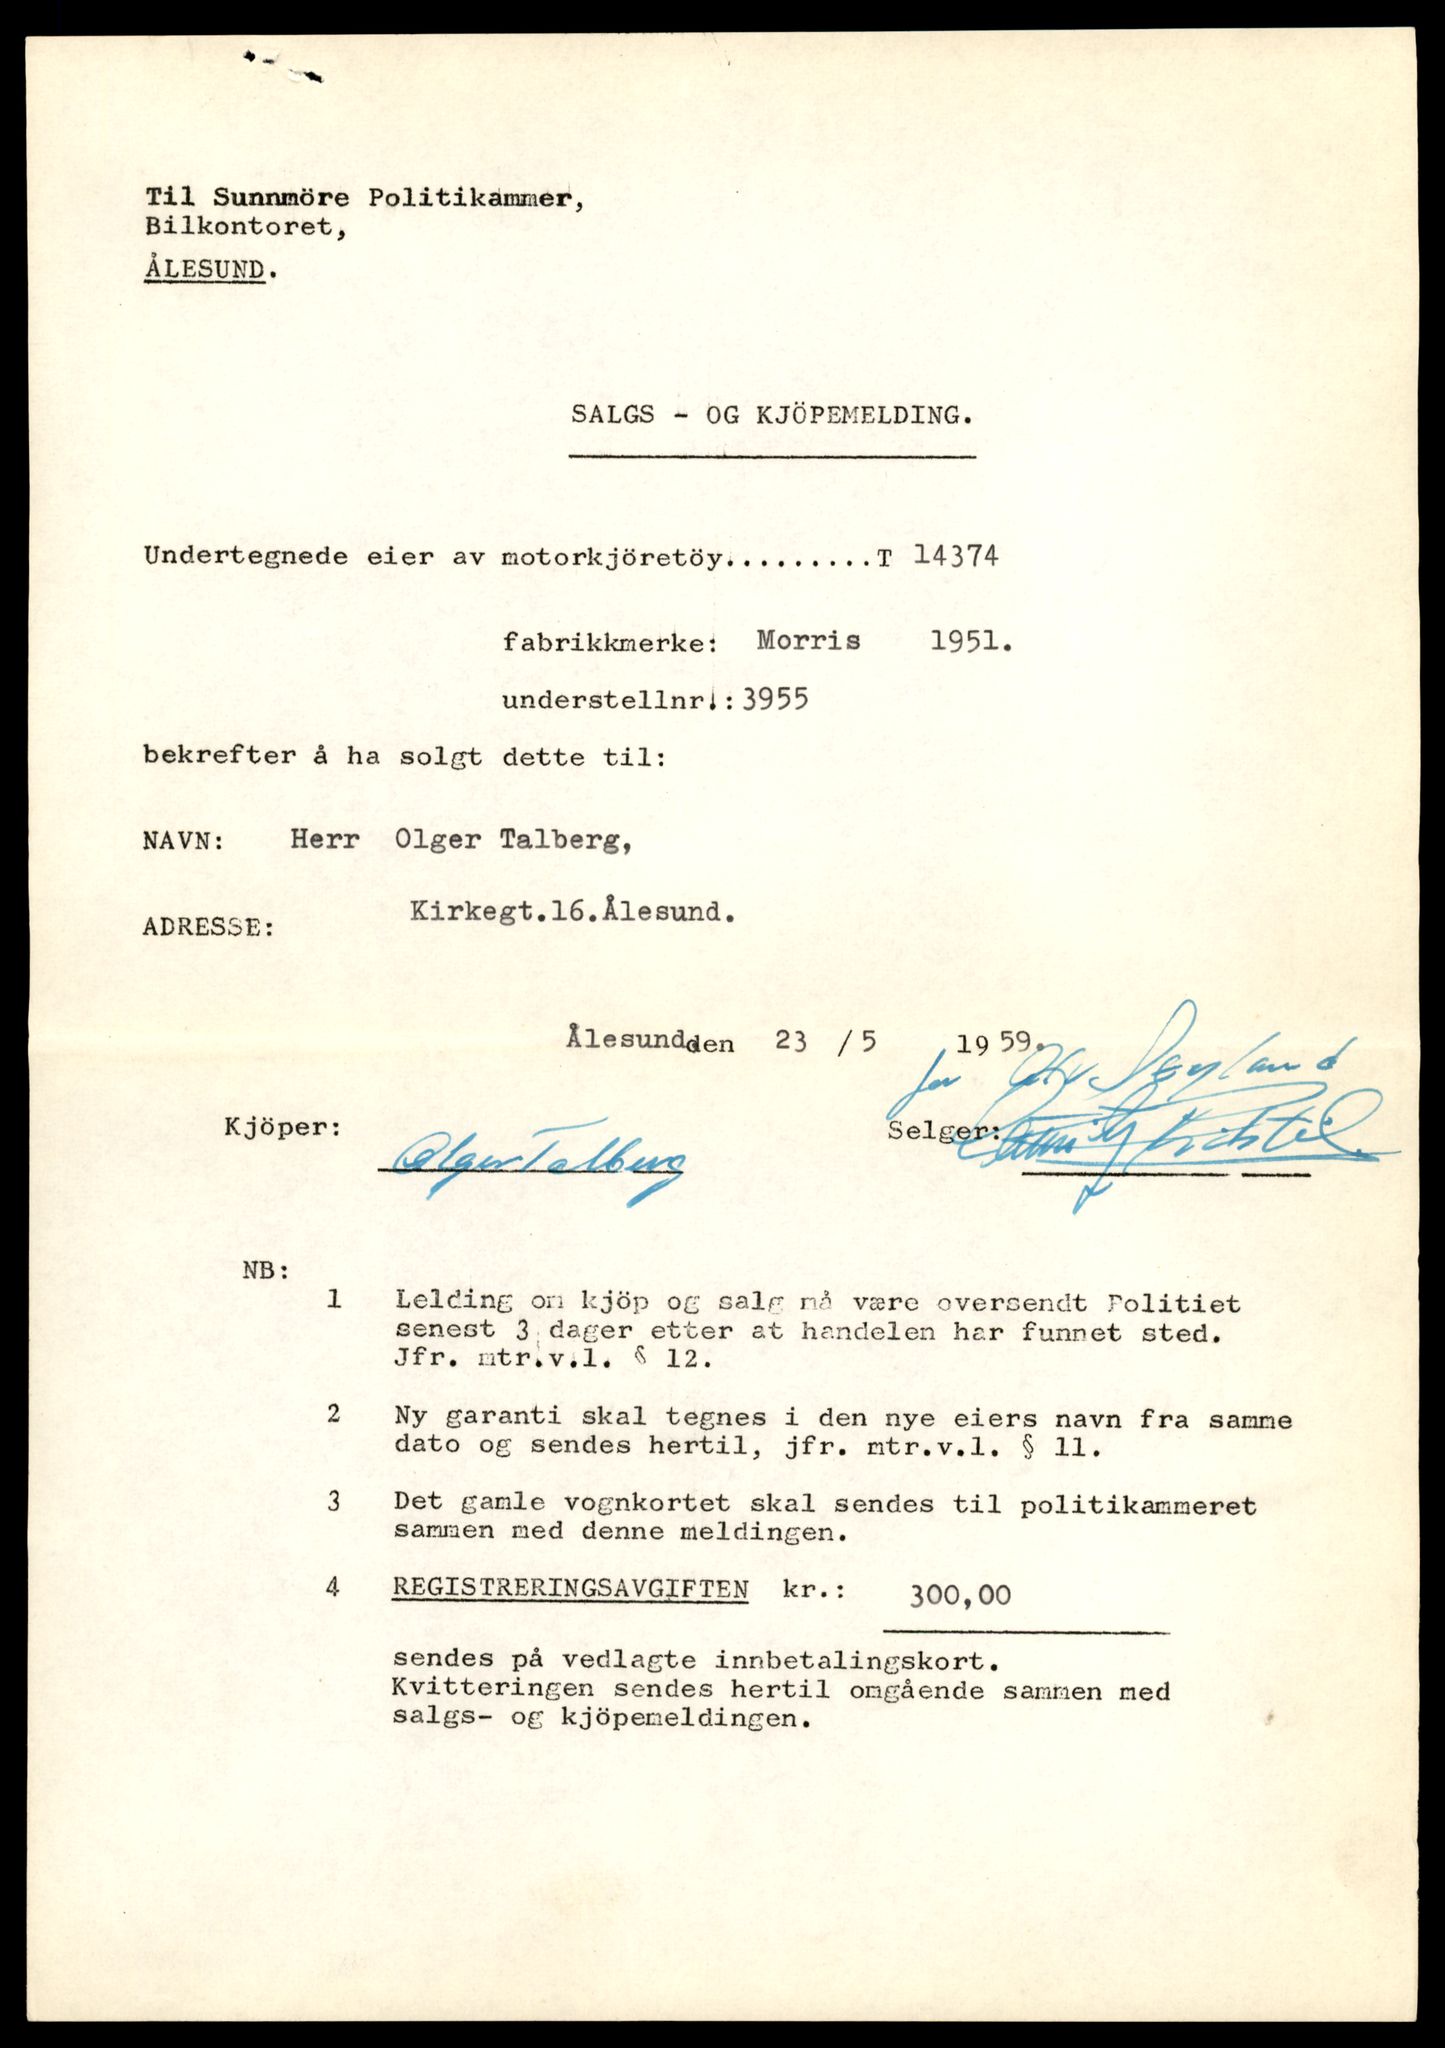 Til Sunnmöre Politikammer,
Bilkontoret,
ÅLESUND.
SALGS - OG KJÖPEMELDING.
Undertegnede eier av motorkjöretöy.........T 14374
fabrikkmerke: Morris 1951.
understellnr.: 3955
bekrefter å ha solgt dette til:
NAVN: Herr Olger Talberg,
ADRESSE: Kirkegt.16.Ålesund.
Ålesund den 23 /5 1959.
for
Kjöper: Olger Talberg Selger:
NB:
1 Lelding om kjöp og salg må være oversendt Politiet
senest 3 dager etter at handelen har funnet sted.
Jfr. mtr.v.l. § 12.
2 Ny garanti skal tegnes i den nye eiers navn fra samme
dato og sendes hertil, jfr. mtr.v.l. § 11.
3 Det gamle vognkortet skal sendes til politikammeret
sammen med denne meldingen.
4 REGISTRERINGSAVGIFTEN kr.: 300,00
sendes på vedlagte innbetalingskort.
Kvitteringen sendes hertil omgående sammen med
salgs- og kjöpemeldingen.